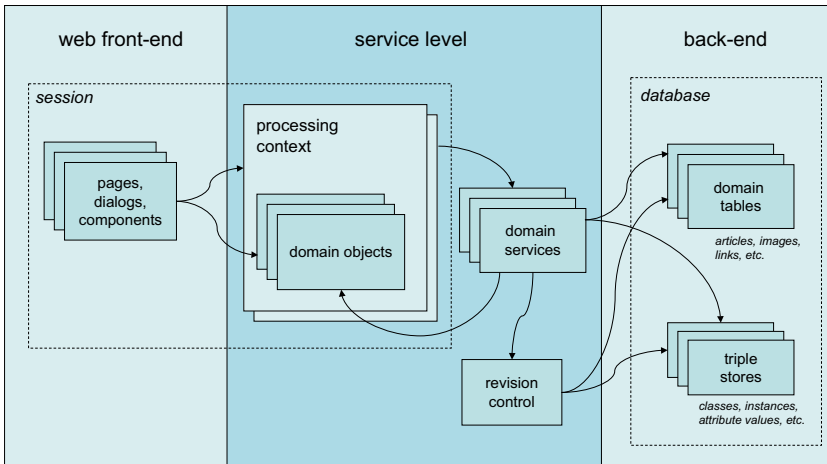 web front-end
service level
back-end
session
database
processing
context
pages,
dialogs,
components
domain objects
domain
services
domain
tables
articles, images,
links, etc.
revision
control
triple
stores
classes, instances,
attribute values, etc.